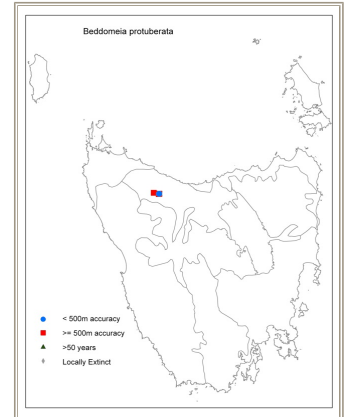 Beddomeia protuberata
< 500m accuracy
>= 500m accuracy
>50 years
Locally Extinct